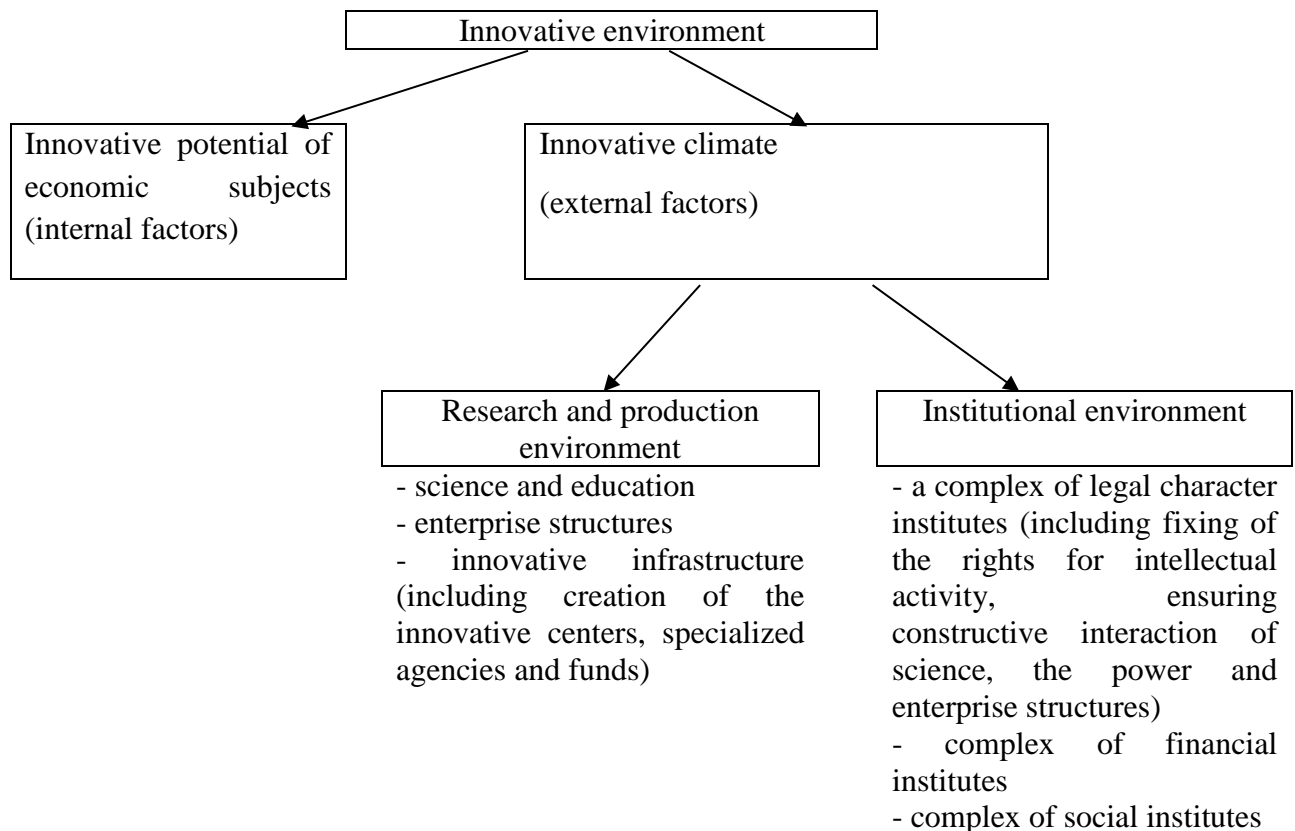 Innovative environment
Innovative potential of
economic subjects
(internal factors)
Innovative climate
(external factors)
Research and production
environment
- science and education
- enterprise structures
- innovative infrastructure
(including creation of the
innovative centers, specialized
agencies and funds)
Institutional environment
- a complex of legal character
institutes (including fixing of
the rights for intellectual
activity, ensuring
constructive interaction of
science, the power and
enterprise structures)
- complex of financial
institutes
- complex of social institutes